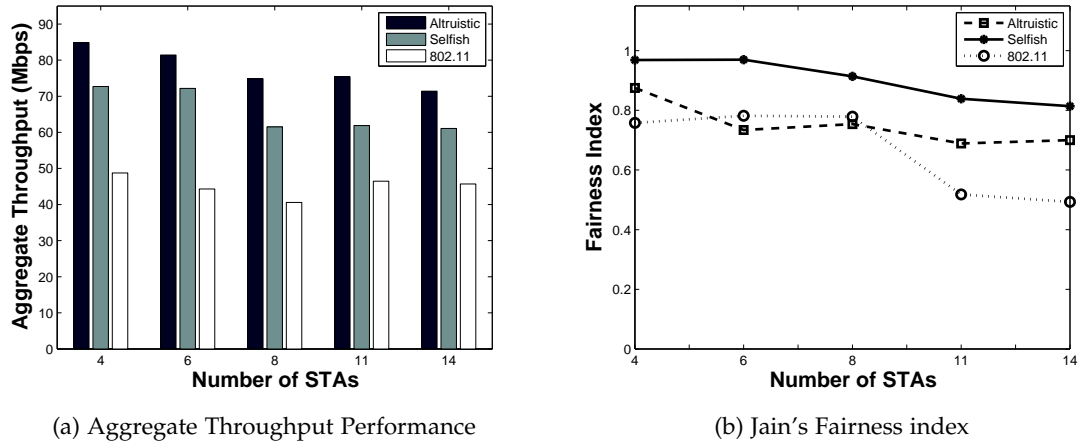 90
80
70
60
50
40
30
20
10
0
Aggregate Throughput (Mbps)
Altruistic
Selfish
802.11
4 6 8 11 14
Number of STAs
(a) Aggregate Throughput Performance
1
0.8
0.6
0.4
0.2
0
Fairness Index
Altruistic
Selfish
802.11
4 6 8 11 14
Number of STAs
(b) Jain's Fairness index